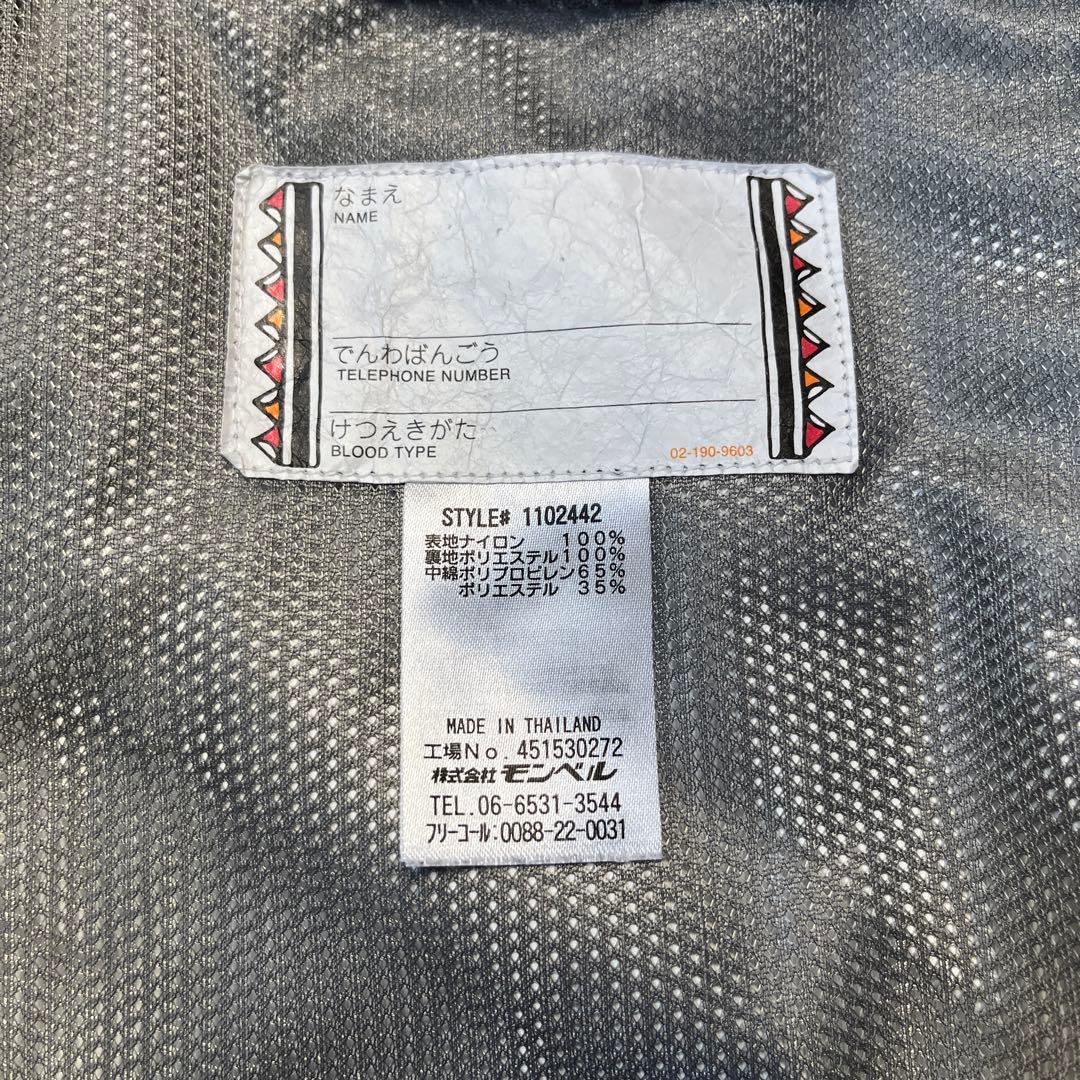 なまえ
NAME
でんわばんごう
TELEPHONE NUMBER
けつえきがた
BLOOD TYPE 02-190-9603
STYLE# 1102442
表地ナイロン 100%
裏地ポリエステル100%
中綿ポリプロピレン65%
ポリエステル 35%
MADE IN THAILAND
工場No. 451530272
株式会社モンベル
TEL.06-6531-3544
フリーコール:0088-22-0031